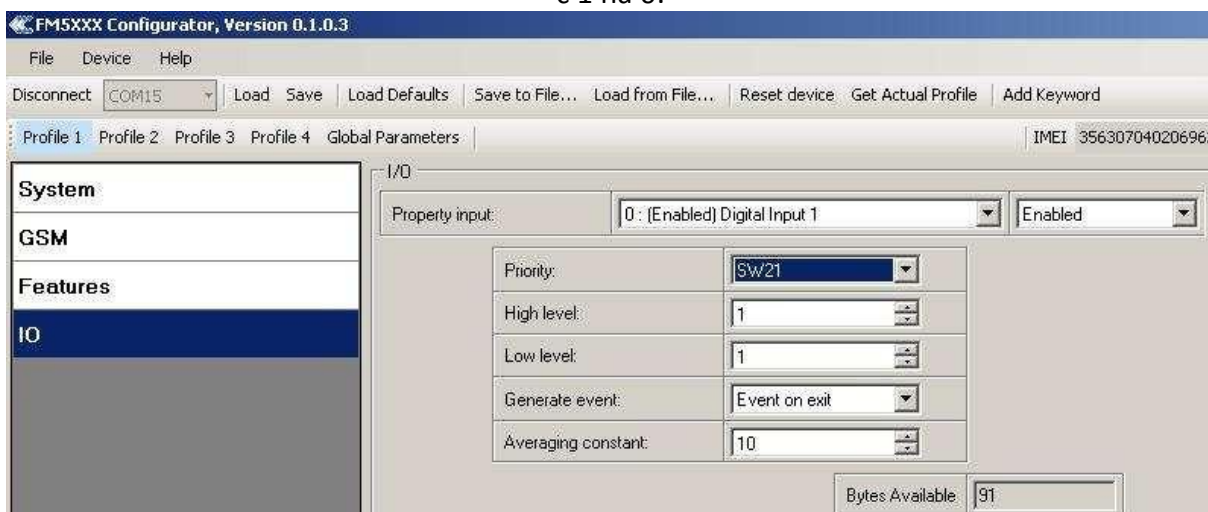 с 1 на 0.
FM5XXX Configurator, Version 0.1.0.3
File Device Help
Disconnect COM15 Load Save Load Defaults Save to File... Load from File... Reset device Get Actual Profile Add Keyword
Profile 1 Profile 2 Profile 3 Profile 4 Global Parameters IMEI 35630704020696
System
GSM
Features
IO
I/O
Property input: 0 : (Enabled) Digital Input 1 Enabled
Priority: SW21
High level: 1
Low level: 1
Generate event: Event on exit
Averaging constant: 10
Bytes Available 91